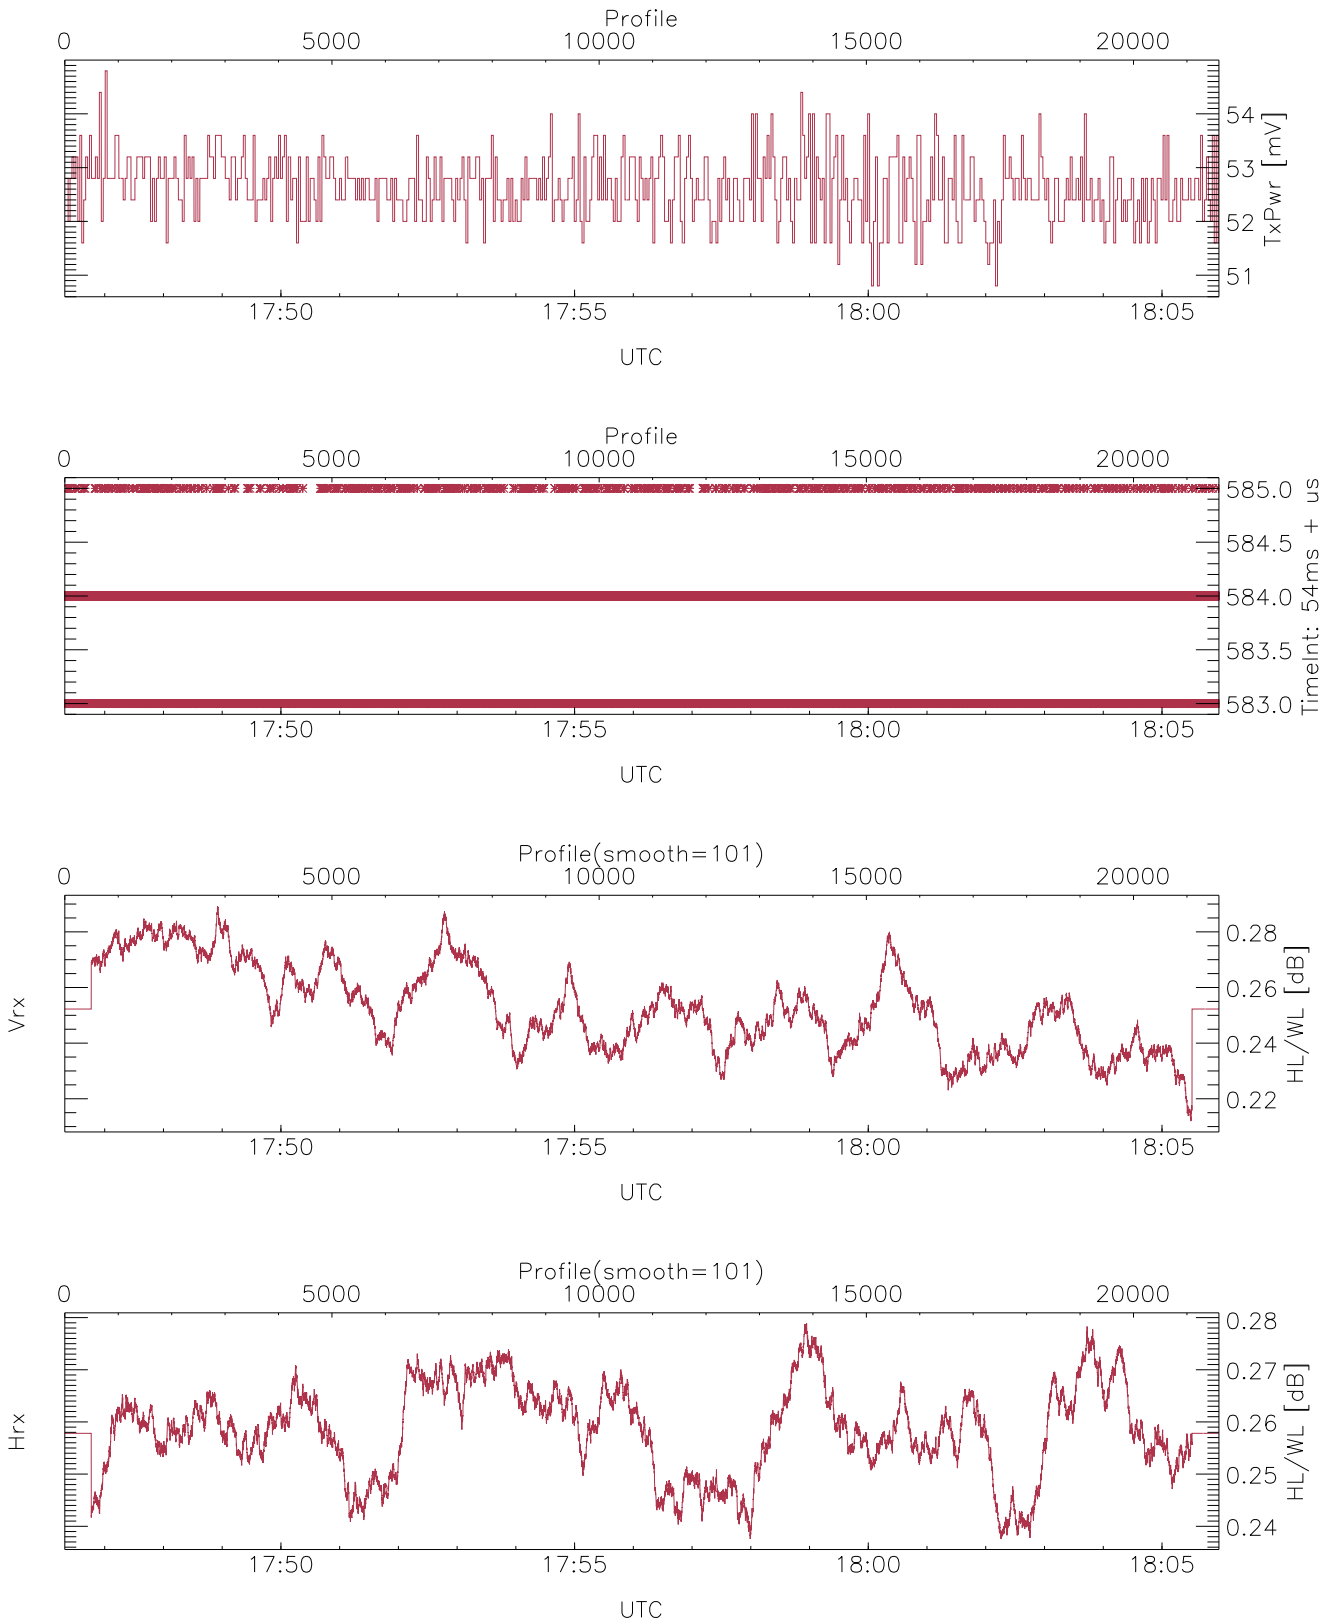 Profile
0 5000 10000 15000 20000
54
53
52
51
TxPwr [mV]
17:50 17:55 18:00 18:05
UTC
Profile
0 5000 10000 15000 20000
585.0
584.5
584.0
583.5
583.0
TimeInt: 54ms + us
17:50 17:55 18:00 18:05
UTC
Profile(smooth=101)
0 5000 10000 15000 20000
Vrx
0.28
0.26
0.24
0.22
HL/WL [dB]
17:50 17:55 18:00 18:05
UTC
Profile(smooth=101)
0 5000 10000 15000 20000
Hrx
0.28
0.27
0.26
0.25
0.24
HL/WL [dB]
17:50 17:55 18:00 18:05
UTC